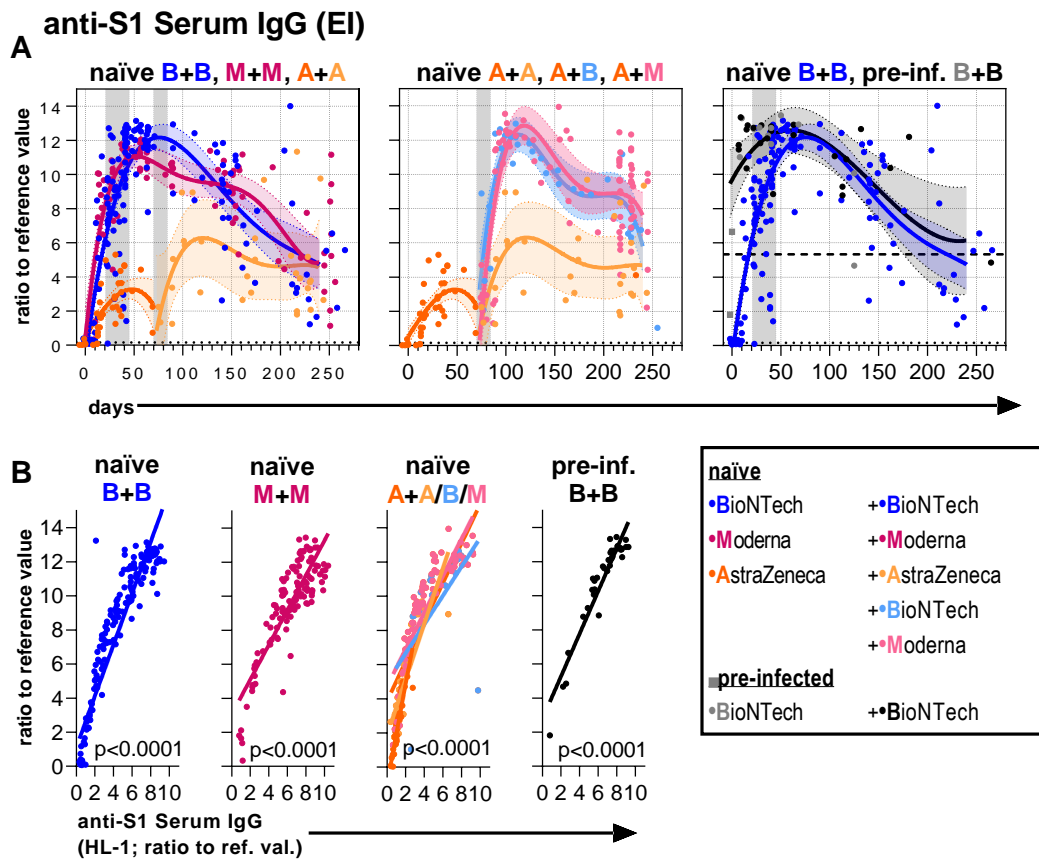 anti-S1 Serum IgG (EI)
A
naïve B+B, M+M, A+A
naïve A+A, A+B, A+M
naïve B+B, pre-inf. B+B
ratio to reference value
14
12
10
8
6
4
2
0
0 50 100 150 200 250
0 50 100 150 200 250
0 50 100 150 200 250
days
B
naïve B+B
naïve M+M
naïve A+A/B/M
pre-inf. B+B
ratio to reference value
14
12
10
8
6
4
2
0
p<0.0001
p<0.0001
p<0.0001
p<0.0001
0 2 4 6 8 10
0 2 4 6 8 10
0 2 4 6 8 10
0 2 4 6 8 10
anti-S1 Serum IgG
(HL-1; ratio to ref. val.)
naïve
•BioNTech +•BioNTech
•Moderna +•Moderna
•AstraZeneca +•AstraZeneca
+•BioNTech
+•Moderna
pre-infected
•BioNTech +•BioNTech